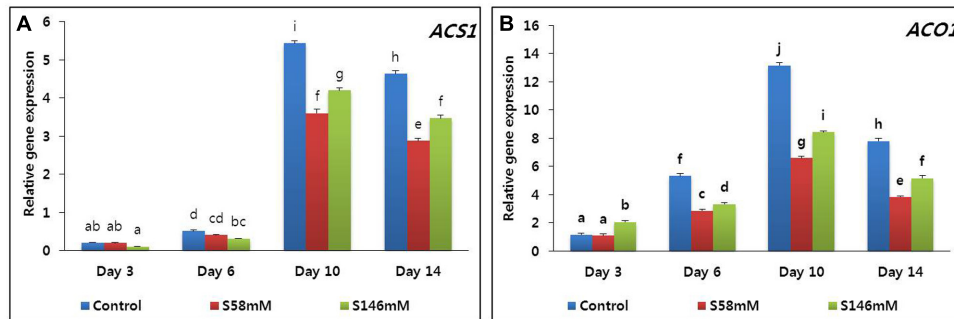 A
ACS1
Relative gene expression
6
5
4
3
2
1
0
ab ab a
d cd bc
i f g
h e f
Day 3 Day 6 Day 10 Day 14
Control S58mM S146mM
B
ACO1
Relative gene expression
16
14
12
10
8
6
4
2
0
a a b
f c d
j g i
h e f
Day 3 Day 6 Day 10 Day 14
Control S58mM S146mM